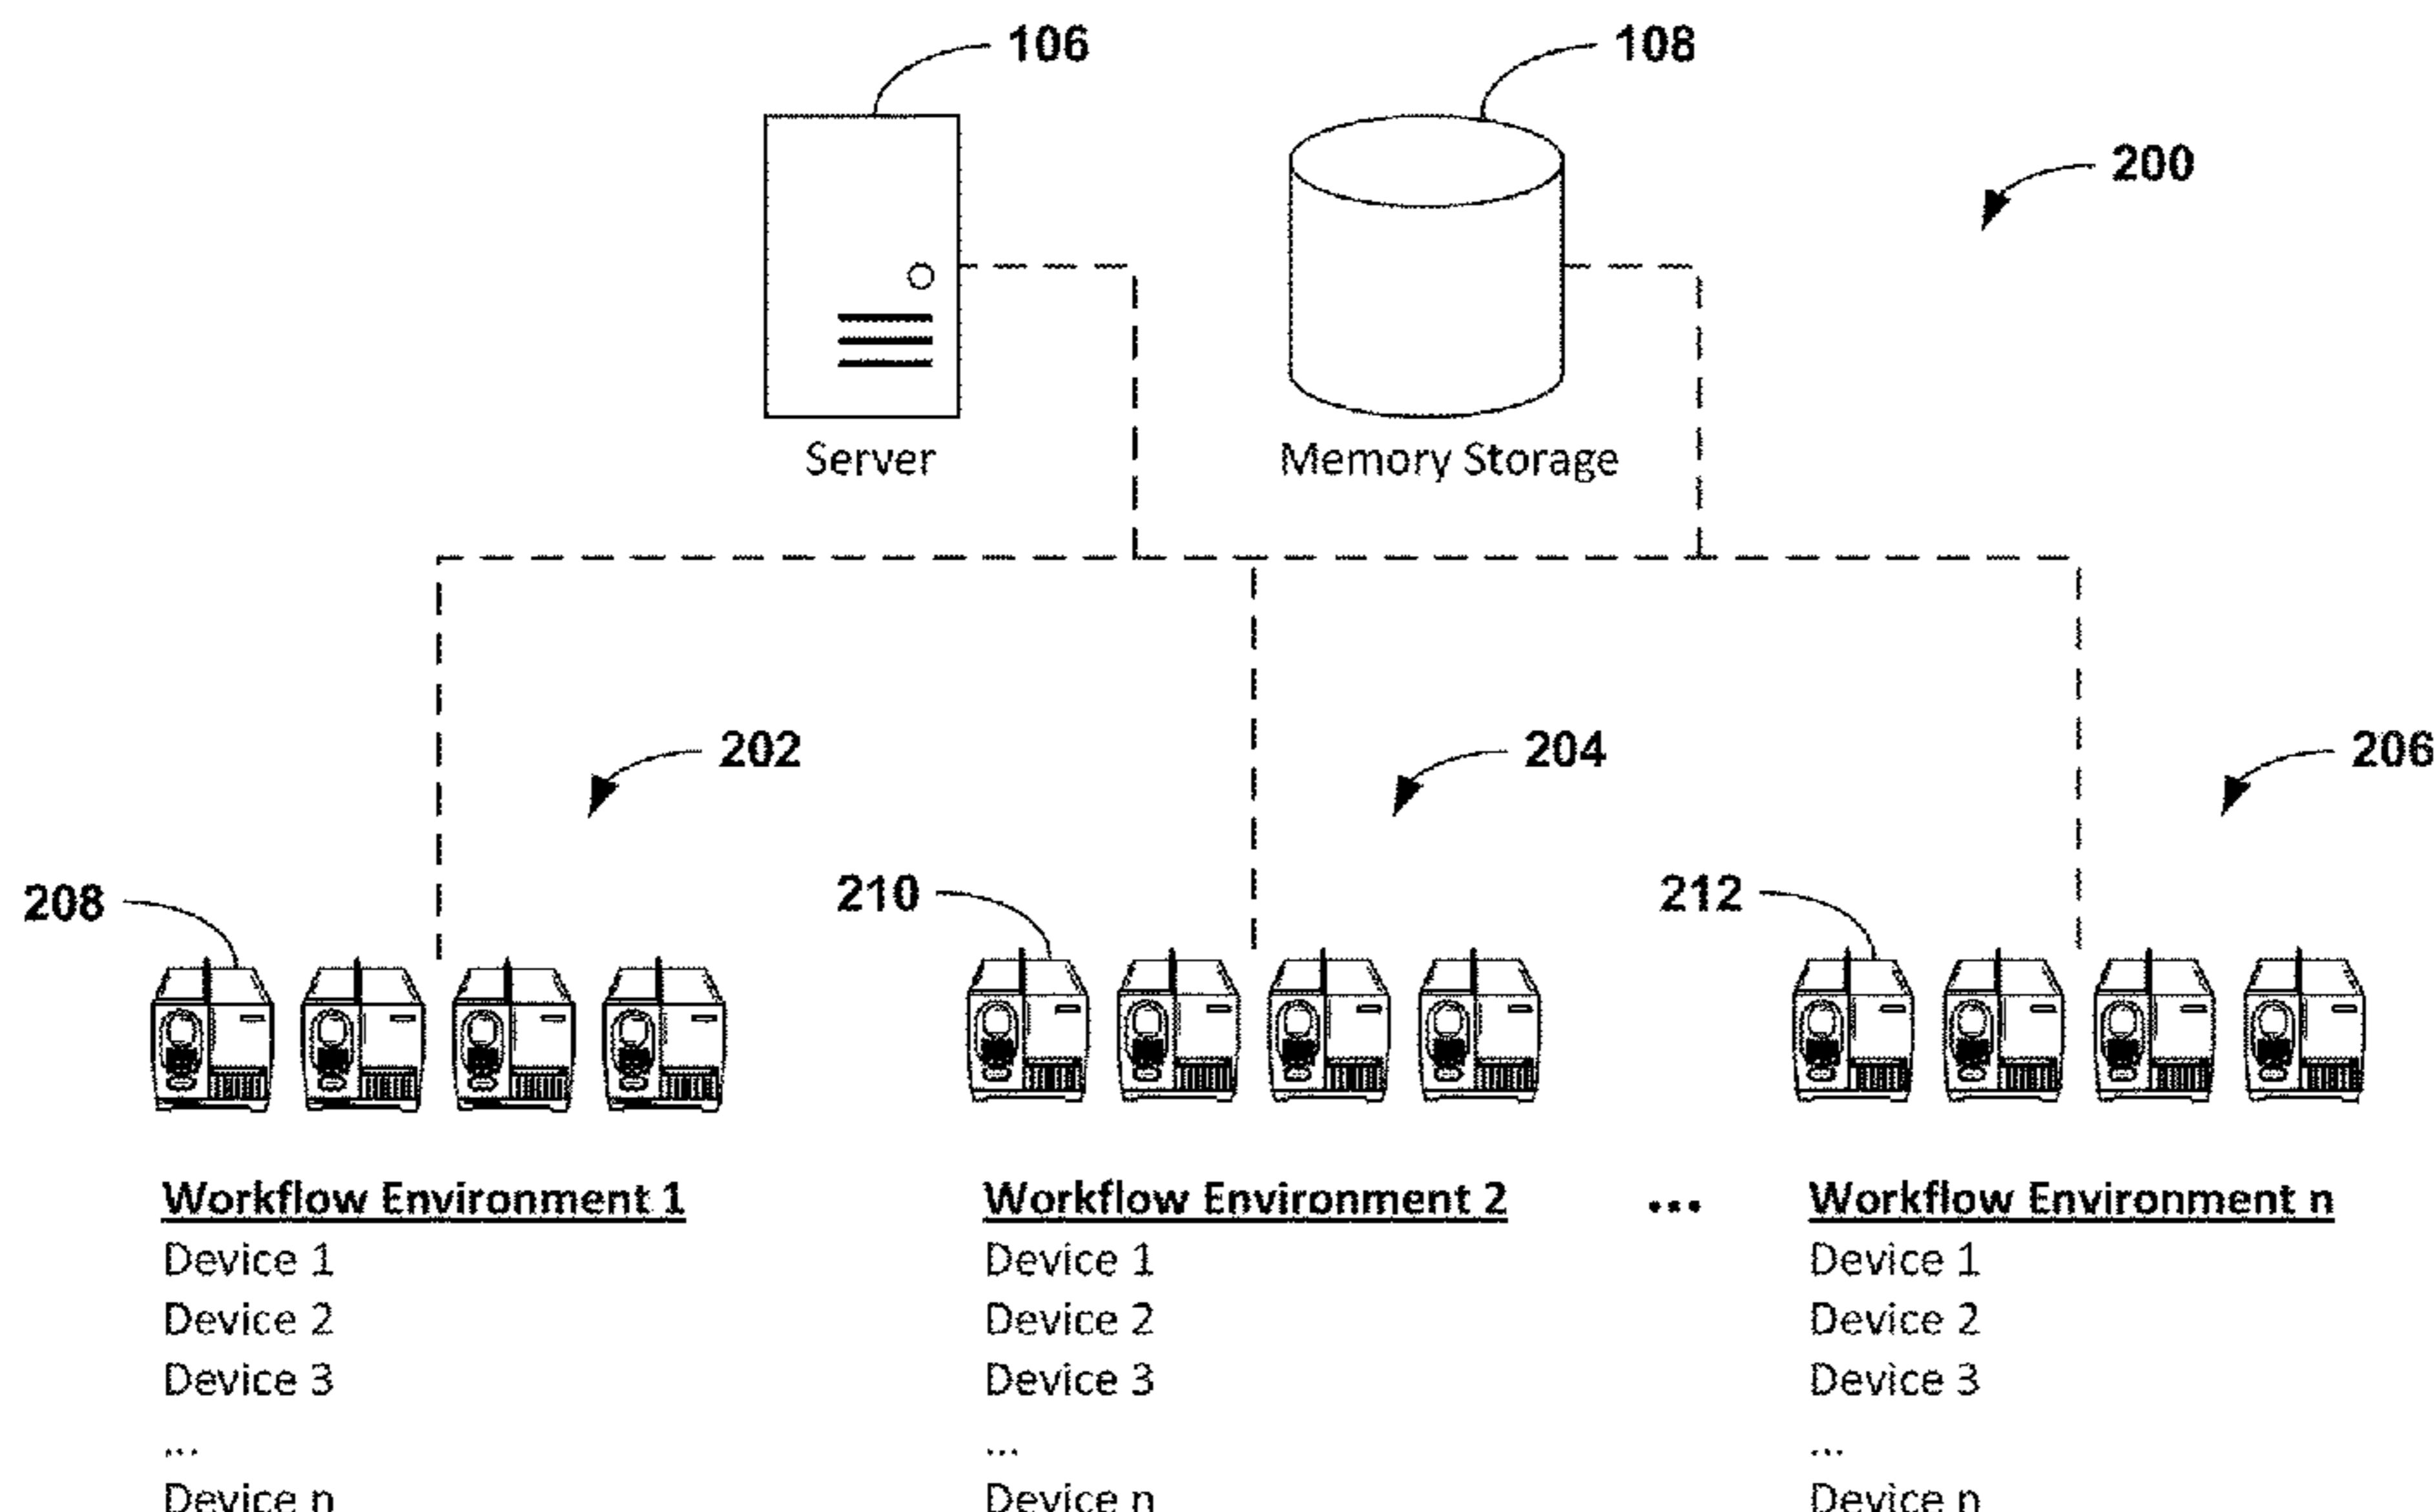 106
108
200
Server
Memory Storage
202
204
206
208
210
212
Workflow Environment 1
Workflow Environment 2
...
Workflow Environment n
Device 1
Device 1
Device 1
Device 2
Device 2
Device 2
Device 3
Device 3
Device 3
...
...
...
Device n
Device n
Device n